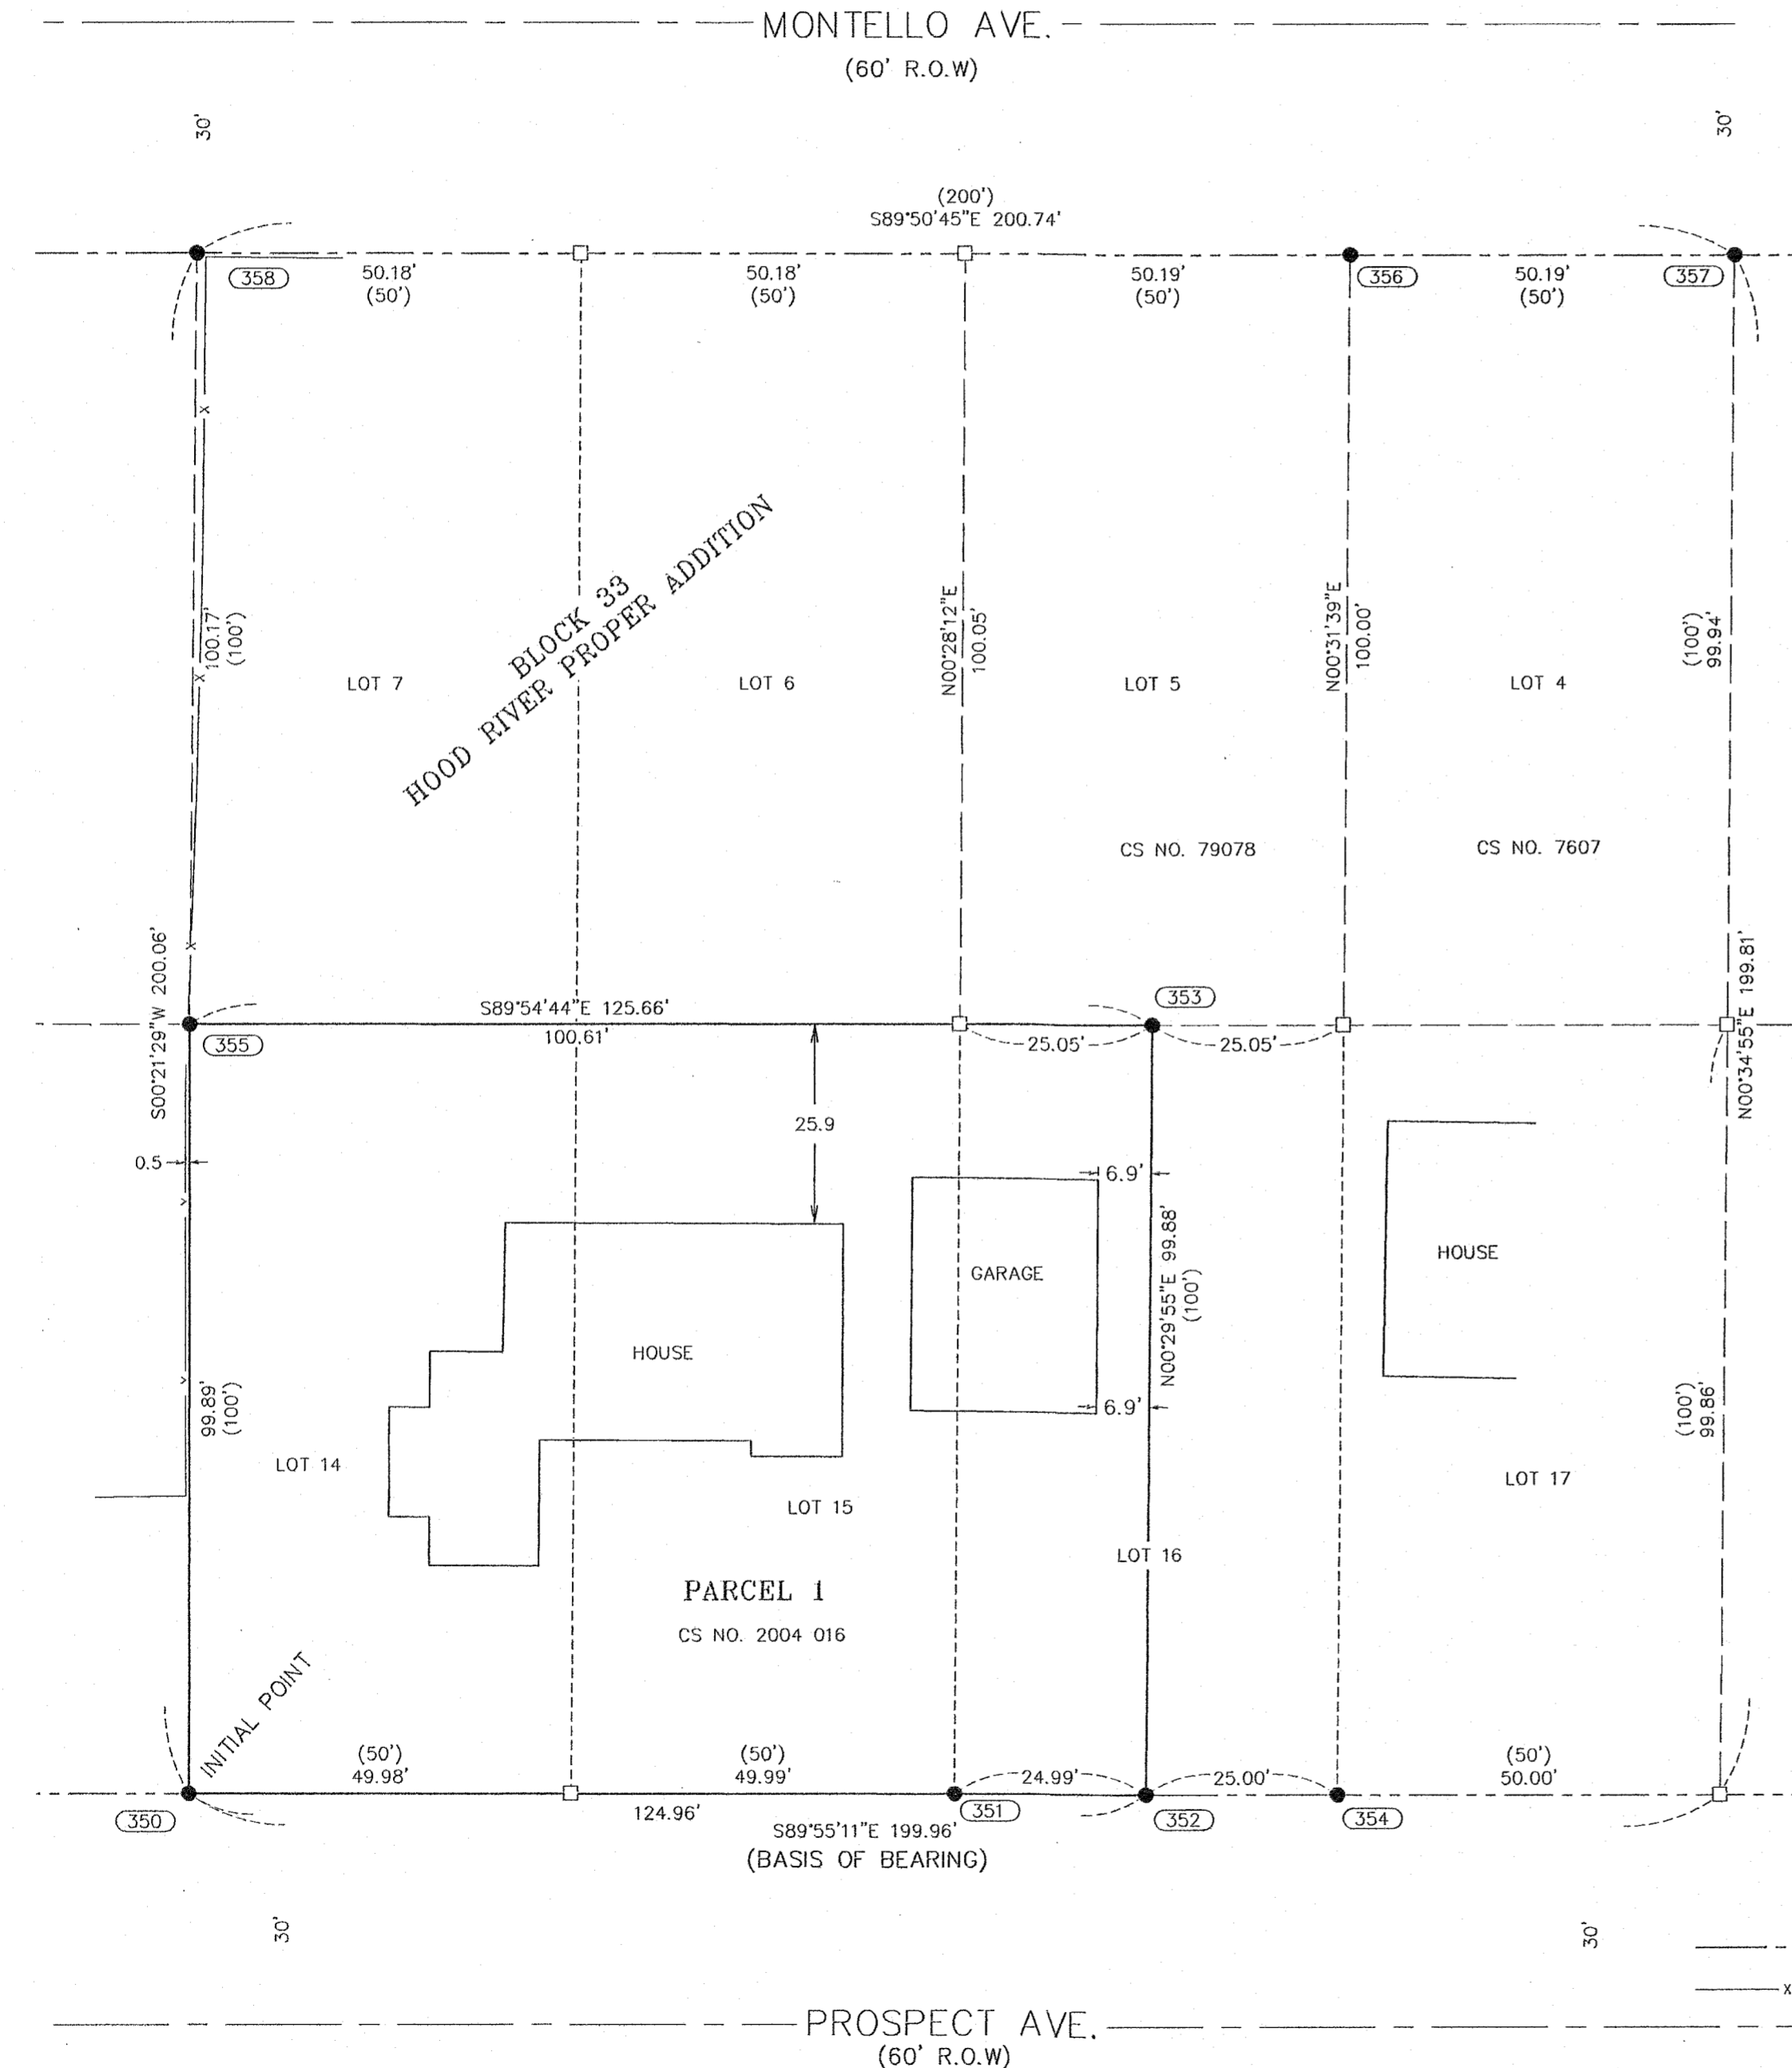 MONTELLO AVE.
(60' R.O.W)
30'
30'
(200')
S89°50'45"E 200.74'
358
50.18'
(50')
50.18'
(50')
50.19'
(50')
356
50.19'
(50')
357
100.17'
(100')
BLOCK 33
HOOD RIVER PROPER ADDITION
N00°28'12"E
100.05'
N00°31'39"E
100.00'
(100')
99.94'
LOT 7
LOT 6
LOT 5
LOT 4
CS NO. 79078
CS NO. 7607
S00°21'29"W 200.06'
S89°54'44"E 125.66'
100.61'
353
355
25.05'
25.05'
N00°34'55"E 199.81'
25.9
0.5
6.9'
N00°29'55"E 99.88'
(100')
HOUSE
GARAGE
HOUSE
6.9'
99.89'
(100')
(100')
99.86'
LOT 14
LOT 15
LOT 17
LOT 16
PARCEL 1
CS NO. 2004 016
INITIAL POINT
(50')
49.98'
(50')
49.99'
24.99'
25.00'
(50')
50.00'
350
124.96'
351
352
354
S89°55'11"E 199.96'
(BASIS OF BEARING)
30'
30'
x
PROSPECT AVE.
(60' R.O.W)